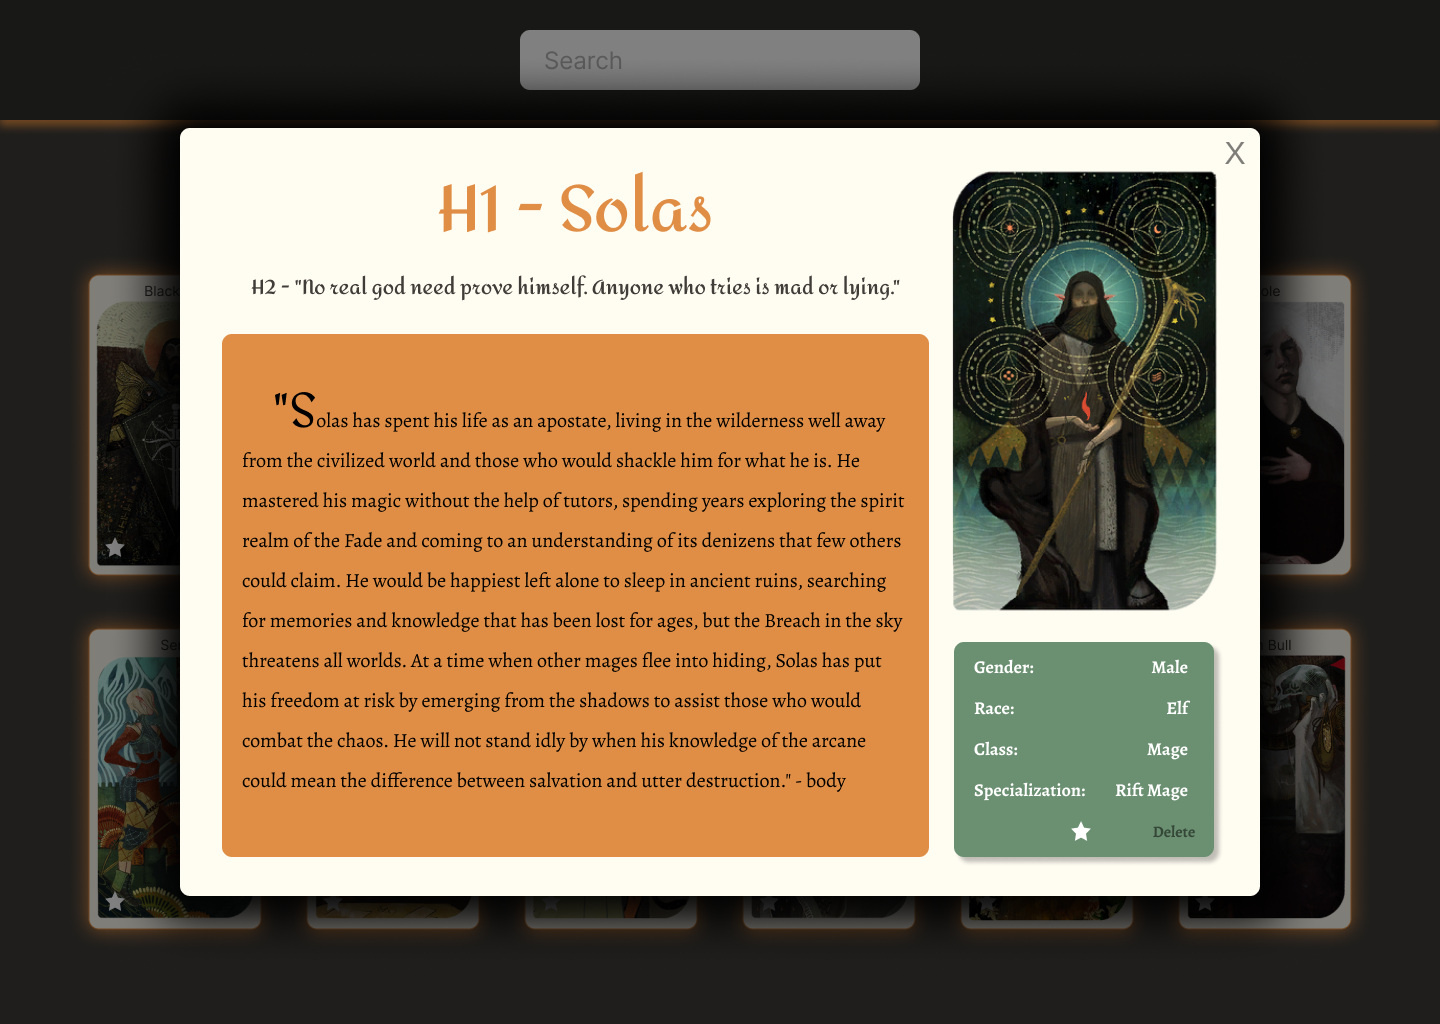 Search
X
H1 - Solas
H2 - "No real god need prove himself. Anyone who tries is mad or lying."
"Solas has spent his life as an apostate, living in the wilderness well away
from the civilized world and those who would shackle him for what he is. He
mastered his magic without the help of tutors, spending years exploring the spirit
realm of the Fade and coming to an understanding of its denizens that few others
could claim. He would be happiest left alone to sleep in ancient ruins, searching
for memories and knowledge that has been lost for ages, but the Breach in the sky
threatens all worlds. At a time when other mages flee into hiding, Solas has put
his freedom at risk by emerging from the shadows to assist those who would
combat the chaos. He will not stand idly by when his knowledge of the arcane
could mean the difference between salvation and utter destruction." - body
Gender: Male
Race: Elf
Class: Mage
Specialization: Rift Mage
Delete
Bull